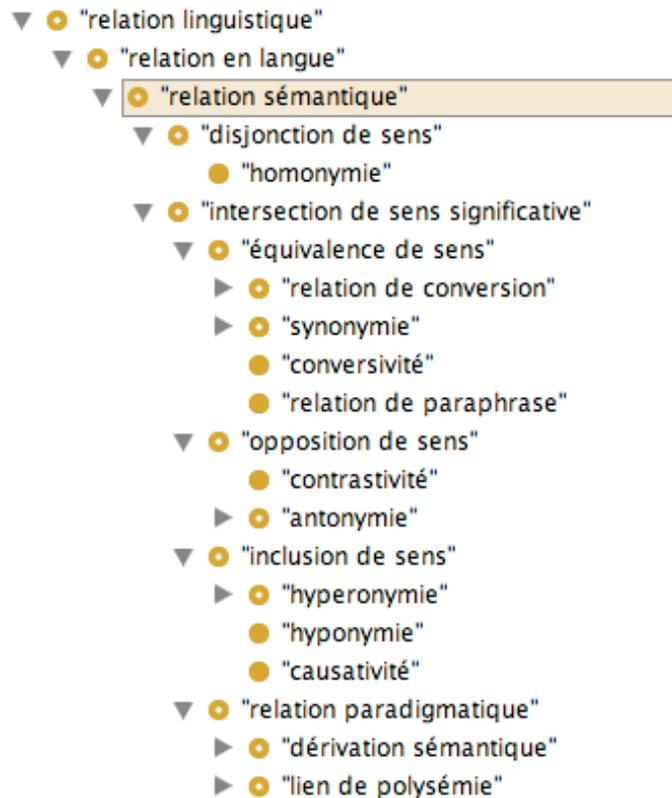 "relation linguistique"
"relation en langue"
"relation sémantique"
"disjonction de sens"
"homonymie"
"intersection de sens significative"
"équivalence de sens"
"relation de conversion"
"synonymie"
"conversivité"
"relation de paraphrase"
"opposition de sens"
"contrastivité"
"antonymie"
"inclusion de sens"
"hyperonymie"
"hyponymie"
"causativité"
"relation paradigmatique"
"dérivation sémantique"
"lien de polysémie"